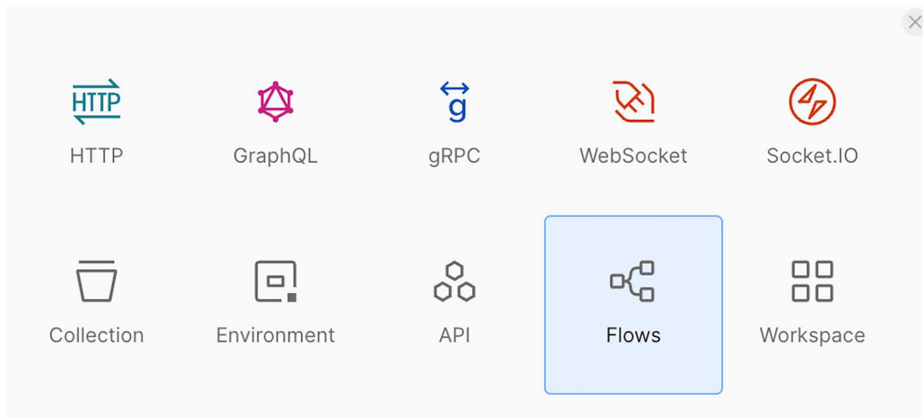 HTTP
HTTP GraphQL gRPC WebSocket Socket.IO
g
Collection Environment API Flows Workspace